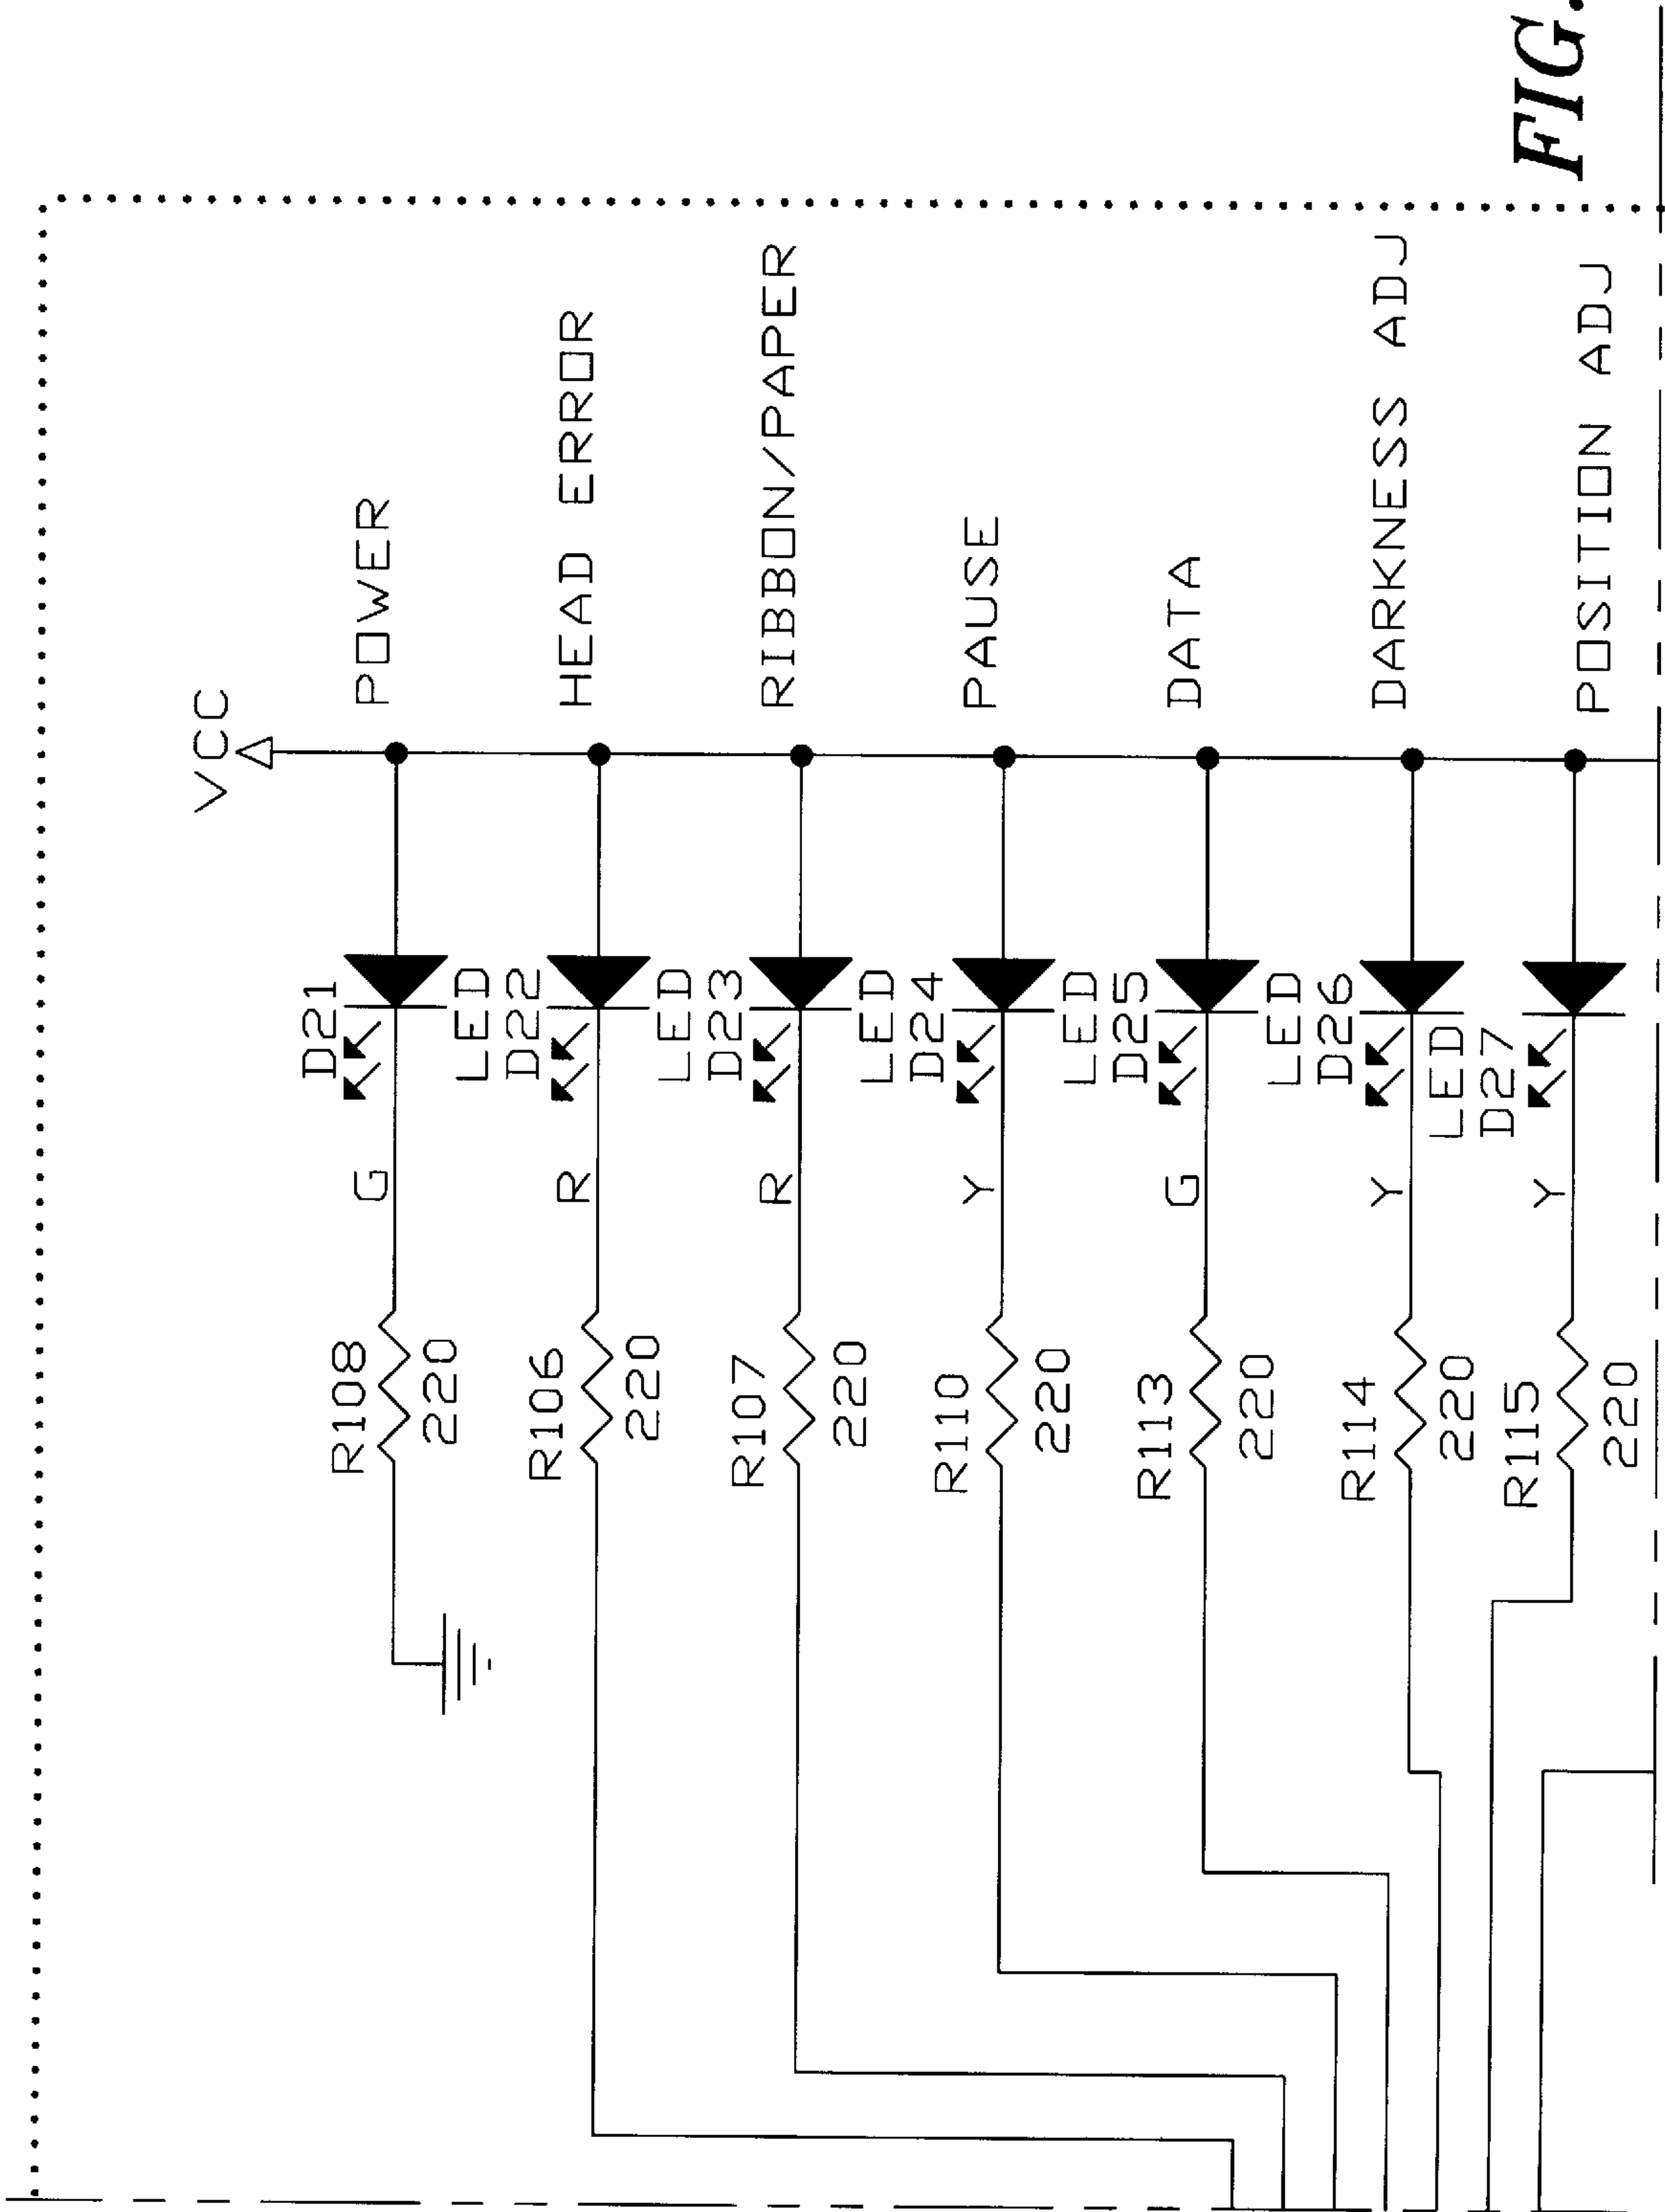 VCC
R108
220
G
D21
LED
POWER
R106
220
R
D22
LED
HEAD ERROR
R107
220
R
D23
LED
RIBBON/PAPER
R110
220
Y
D24
LED
PAUSE
R113
220
G
D25
LED
DATA
R114
220
Y
D26
LED
DARKNESS ADJ
R115
220
Y
D27
POSITION ADJ
FIG.